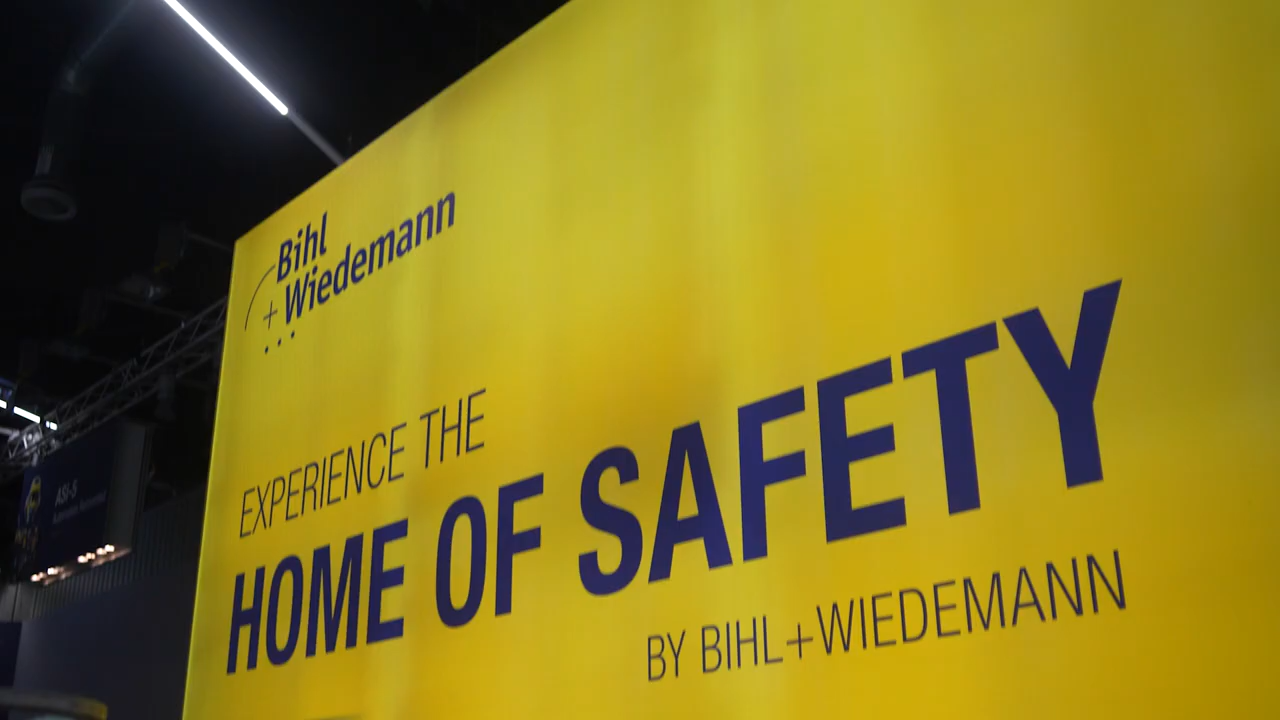 Bihl
+Wiedemann
EXPERIENCE THE
HOME OF SAFETY
BY BIHL+WIEDEMANN
ASi-5